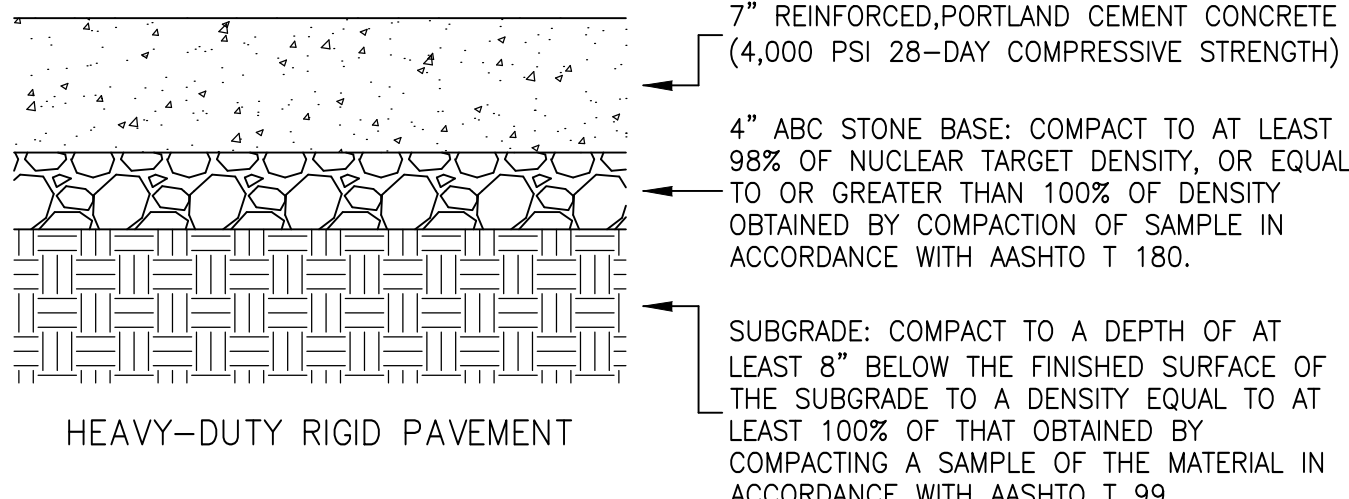 7” REINFORCED,PORTLAND CEMENT CONCRETE
(4,000 PSI 28–DAY COMPRESSIVE STRENGTH)
4” ABC STONE BASE: COMPACT TO AT LEAST
98% OF NUCLEAR TARGET DENSITY, OR EQUAL
TO OR GREATER THAN 100% OF DENSITY
OBTAINED BY COMPACTION OF SAMPLE IN
ACCORDANCE WITH AASHTO T 180.
SUBGRADE: COMPACT TO A DEPTH OF AT
LEAST 8” BELOW THE FINISHED SURFACE OF
THE SUBGRADE TO A DENSITY EQUAL TO AT
LEAST 100% OF THAT OBTAINED BY
COMPACTING A SAMPLE OF THE MATERIAL IN
ACCORDANCE WITH AASHTO T 99
HEAVY–DUTY RIGID PAVEMENT